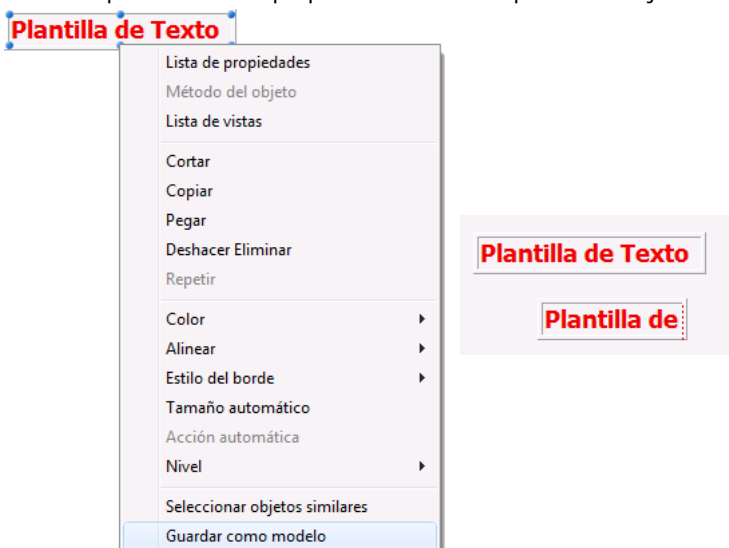 Plantilla de Texto
Lista de propiedades
Método del objeto
Lista de vistas
Cortar
Copiar
Pegar
Deshacer Eliminar
Repetir
Color
Alinear
Estilo del borde
Tamaño automático
Acción automática
Nivel
Seleccionar objetos similares
Guardar como modelo
Plantilla de Texto
Plantilla de